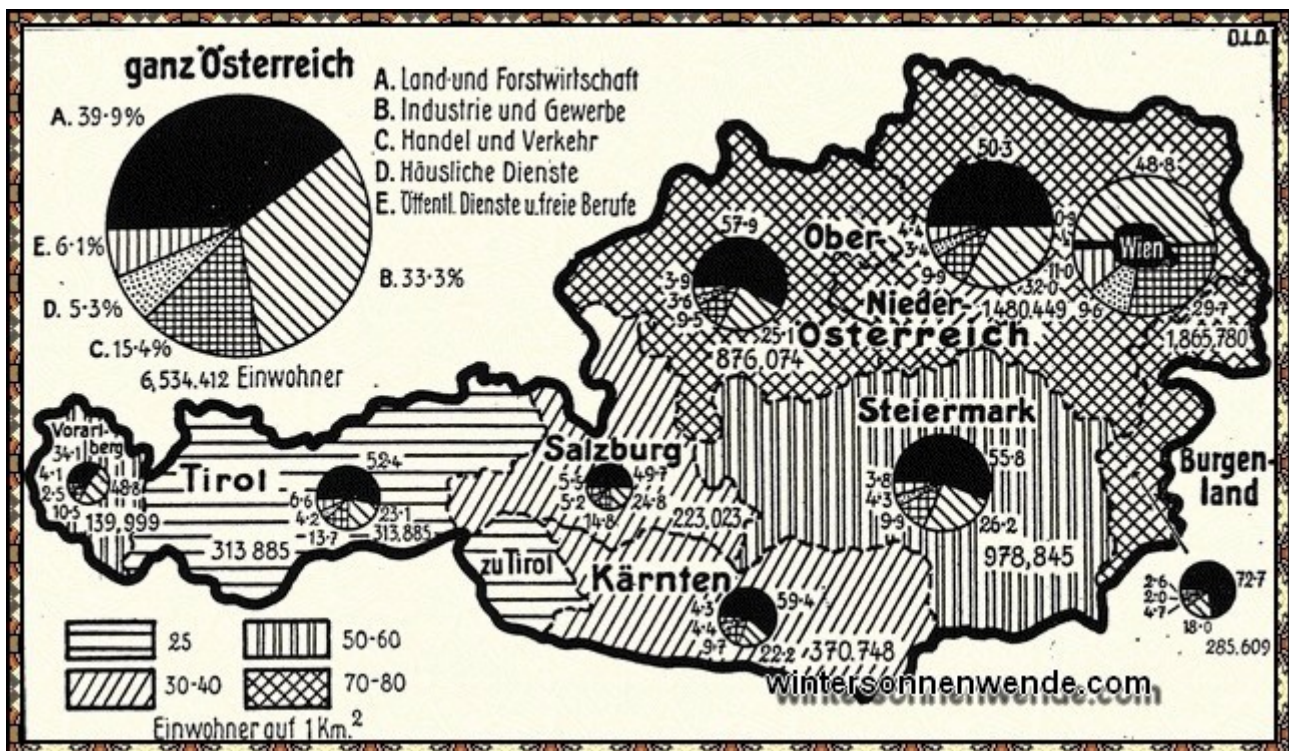 ganz Österreich
A. 39·9%
E. 6·1%
D. 5·3%
C. 15·4%
B. 33·3%
6,534.412 Einwohner
A. Land- und Forstwirtschaft
B. Industrie und Gewerbe
C. Handel und Verkehr
D. Häusliche Dienste
E. Öffentl. Dienste u. freie Berufe
Ö.L.D.
50·3
4·4
3·4
9·9
32·0
1.480.449
48·8
0·9
11·0
9·6
29·7
1,865,780
Wien
57·9
3·9
3·6
9·5
25·1
876,074
Ober-
Nieder-
Österreich
Steiermark
55·8
3·8
4·3
9·9
26·2
978,845
Salzburg
49·7
5·2
24·8
14·8
223,023
Vorarl-
berg
34·1
4·1
2·5
10·5
48·8
139,999
Tirol
52·4
6·6
4·2
13·7
23·1
313,885
313 885
zu Tirol
Kärnten
59·4
4·3
4·4
9·7
22·2
370.748
Burgen-
land
72·7
2·6
2·0
4·7
18·0
285.609
25
50-60
30-40
70-80
Einwohner auf 1 Km.²
wintersonnenwende.com